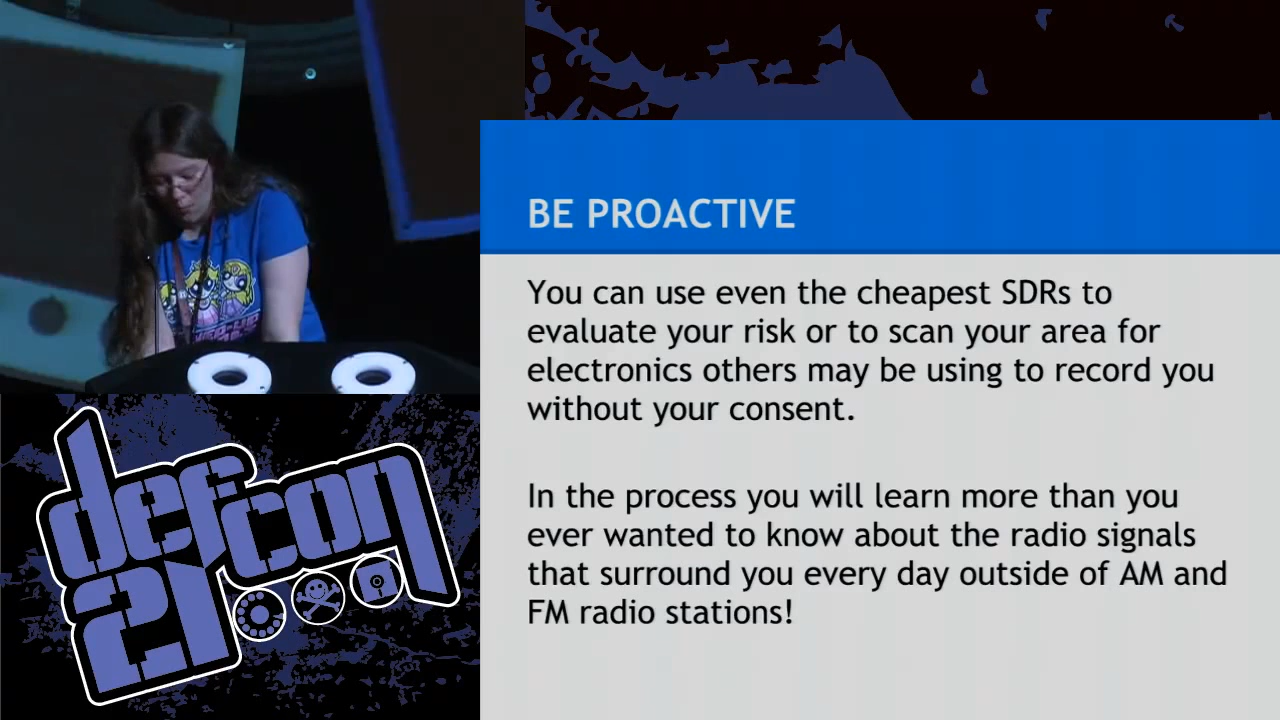 BE PROACTIVE
You can use even the cheapest SDRs to
evaluate your risk or to scan your area for
electronics others may be using to record you
without your consent.
In the process you will learn more than you
ever wanted to know about the radio signals
that surround you every day outside of AM and
FM radio stations!
defcon
21